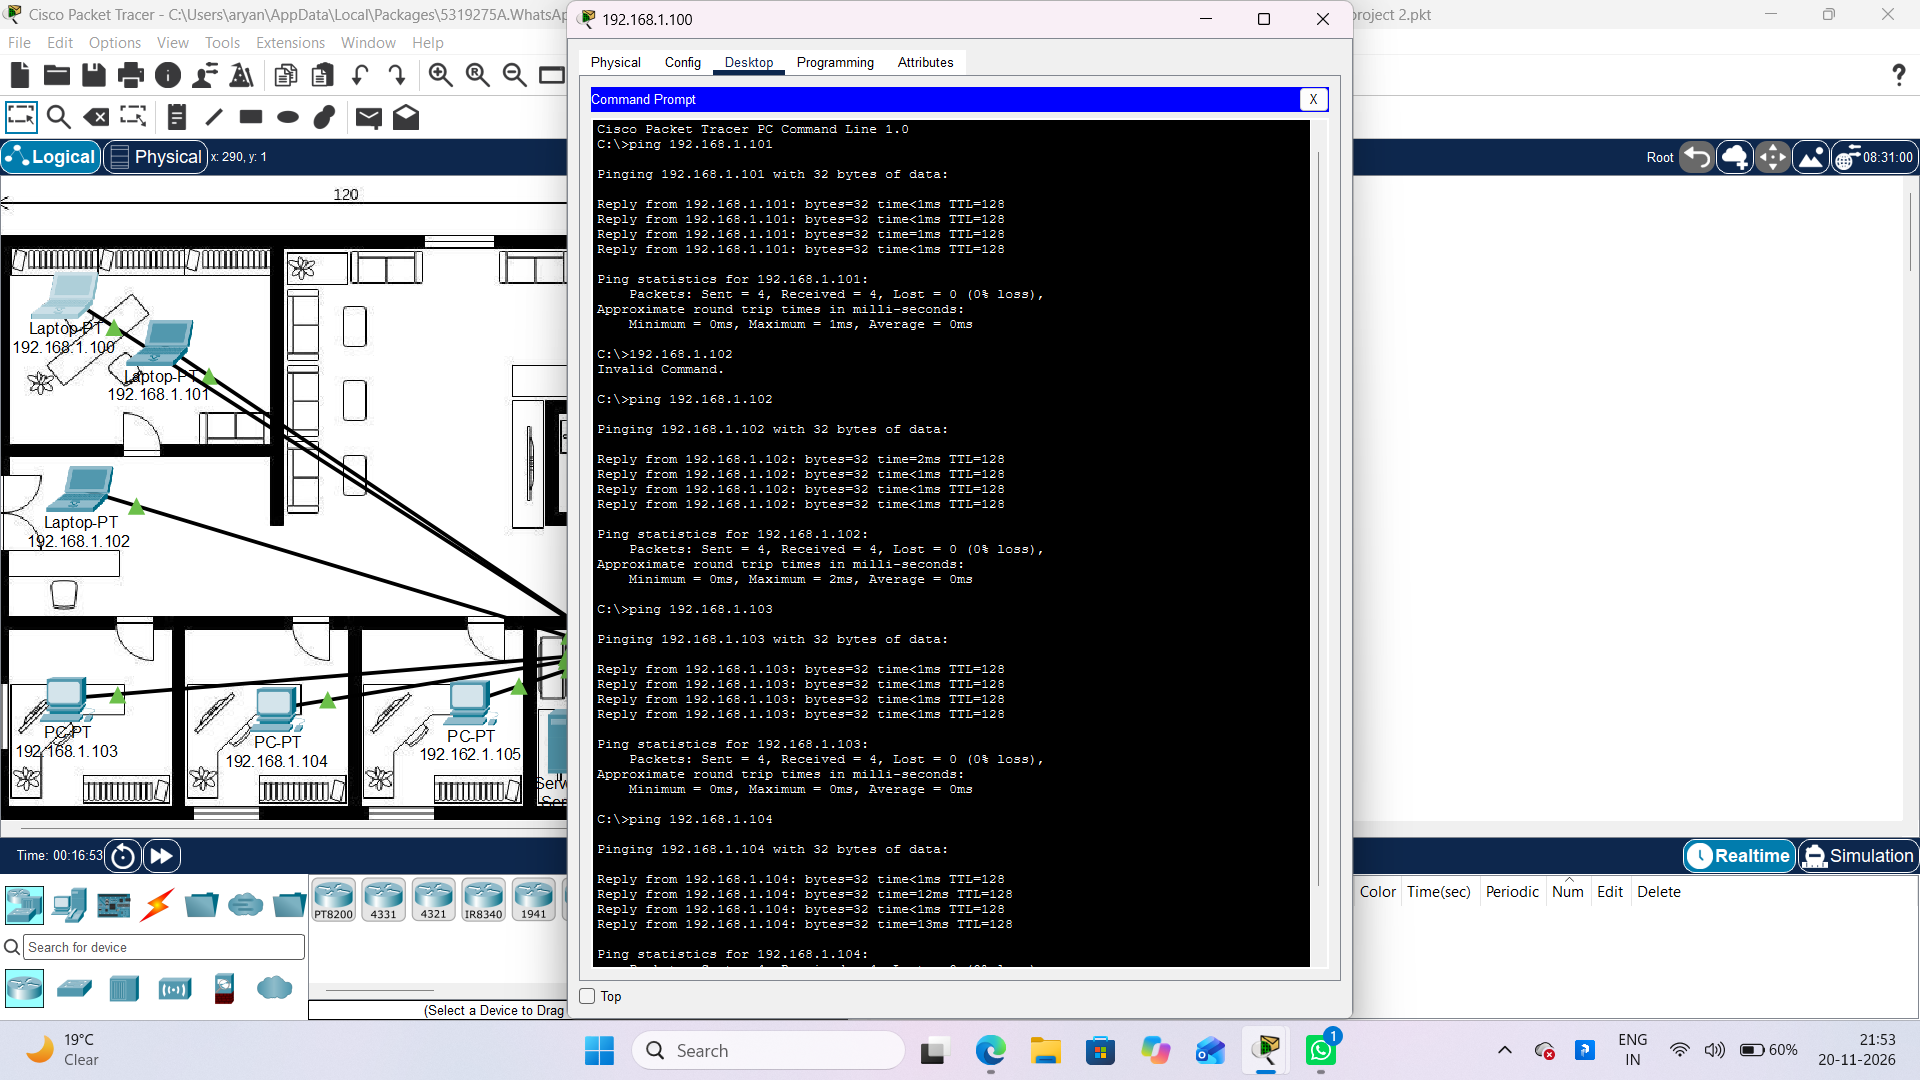 Cisco Packet Tracer - C:\Users\aryan\AppData\Local\Packages\5319275A.WhatsAp
project 2.pkt
File Edit Options View Tools Extensions Window Help
Logical
Physical
x: 290, y: 1
Root
08:31:00
120
Laptop-PT
192.168.1.100
Laptop-PT
192.168.1.101
Laptop-PT
192.168.1.102
PC-PT
192.168.1.103
PC-PT
192.168.1.104
PC-PT
192.162.1.105
Serv
Ser
192.168.1.100
Physical Config Desktop Programming Attributes
Command Prompt
X
Cisco Packet Tracer PC Command Line 1.0
C:\>ping 192.168.1.101
Pinging 192.168.1.101 with 32 bytes of data:
Reply from 192.168.1.101: bytes=32 time<1ms TTL=128
Reply from 192.168.1.101: bytes=32 time<1ms TTL=128
Reply from 192.168.1.101: bytes=32 time=1ms TTL=128
Reply from 192.168.1.101: bytes=32 time<1ms TTL=128
Ping statistics for 192.168.1.101:
Packets: Sent = 4, Received = 4, Lost = 0 (0% loss),
Approximate round trip times in milli-seconds:
Minimum = 0ms, Maximum = 1ms, Average = 0ms
C:\>192.168.1.102
Invalid Command.
C:\>ping 192.168.1.102
Pinging 192.168.1.102 with 32 bytes of data:
Reply from 192.168.1.102: bytes=32 time=2ms TTL=128
Reply from 192.168.1.102: bytes=32 time<1ms TTL=128
Reply from 192.168.1.102: bytes=32 time<1ms TTL=128
Reply from 192.168.1.102: bytes=32 time<1ms TTL=128
Ping statistics for 192.168.1.102:
Packets: Sent = 4, Received = 4, Lost = 0 (0% loss),
Approximate round trip times in milli-seconds:
Minimum = 0ms, Maximum = 2ms, Average = 0ms
C:\>ping 192.168.1.103
Pinging 192.168.1.103 with 32 bytes of data:
Reply from 192.168.1.103: bytes=32 time<1ms TTL=128
Reply from 192.168.1.103: bytes=32 time<1ms TTL=128
Reply from 192.168.1.103: bytes=32 time<1ms TTL=128
Reply from 192.168.1.103: bytes=32 time<1ms TTL=128
Ping statistics for 192.168.1.103:
Packets: Sent = 4, Received = 4, Lost = 0 (0% loss),
Approximate round trip times in milli-seconds:
Minimum = 0ms, Maximum = 0ms, Average = 0ms
C:\>ping 192.168.1.104
Pinging 192.168.1.104 with 32 bytes of data:
Reply from 192.168.1.104: bytes=32 time<1ms TTL=128
Reply from 192.168.1.104: bytes=32 time=12ms TTL=128
Reply from 192.168.1.104: bytes=32 time<1ms TTL=128
Reply from 192.168.1.104: bytes=32 time=13ms TTL=128
Ping statistics for 192.168.1.104:
Top
Time: 00:16:53
Realtime
Simulation
PT8200 4331 4321 IR8340 1941
Search for device
(Select a Device to Drag
Color Time(sec) Periodic Num Edit Delete
19°C
Clear
Search
1
ENG
IN
60%
21:53
20-11-2026